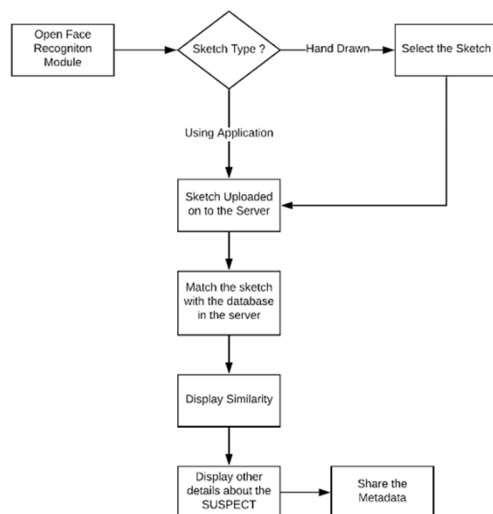 Open Face
Recogniton
Module
Sketch Type ?
Hand Drawn
Select the Sketch
Using Application
Sketch Uploaded
on to the Server
Match the sketch
with the database
in the server
Display Similarity
Display other
details about the
SUSPECT
Share the
Metadata